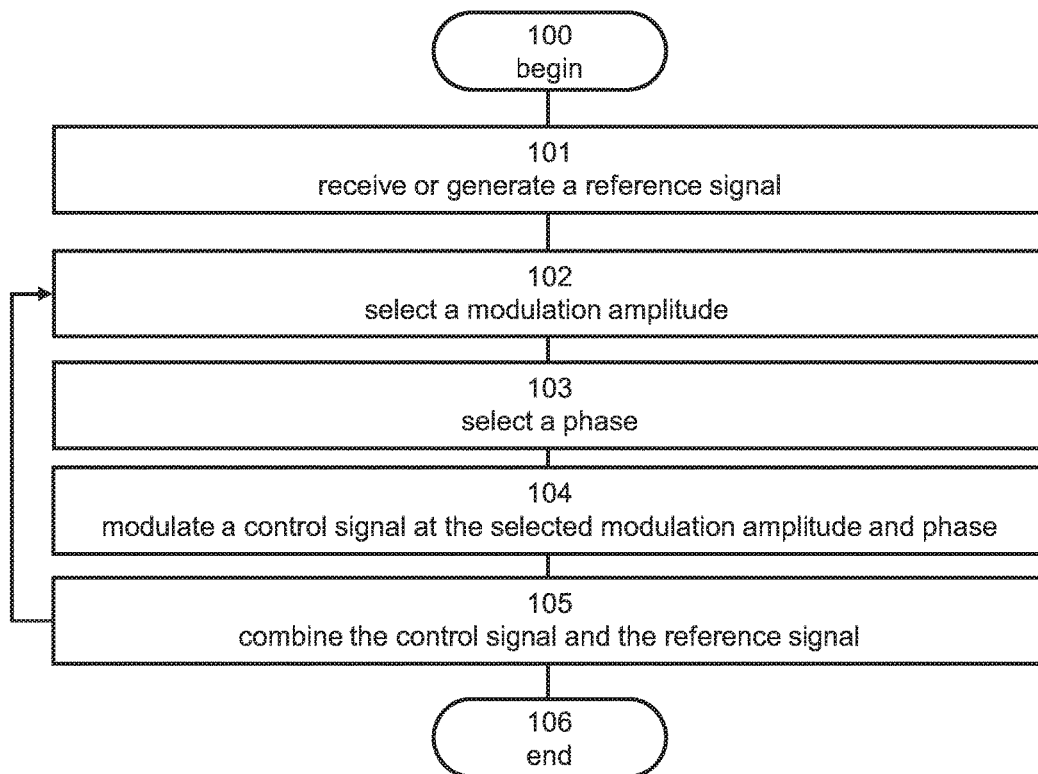 100
begin
101
receive or generate a reference signal
102
select a modulation amplitude
103
select a phase
104
modulate a control signal at the selected modulation amplitude and phase
105
combine the control signal and the reference signal
106
end